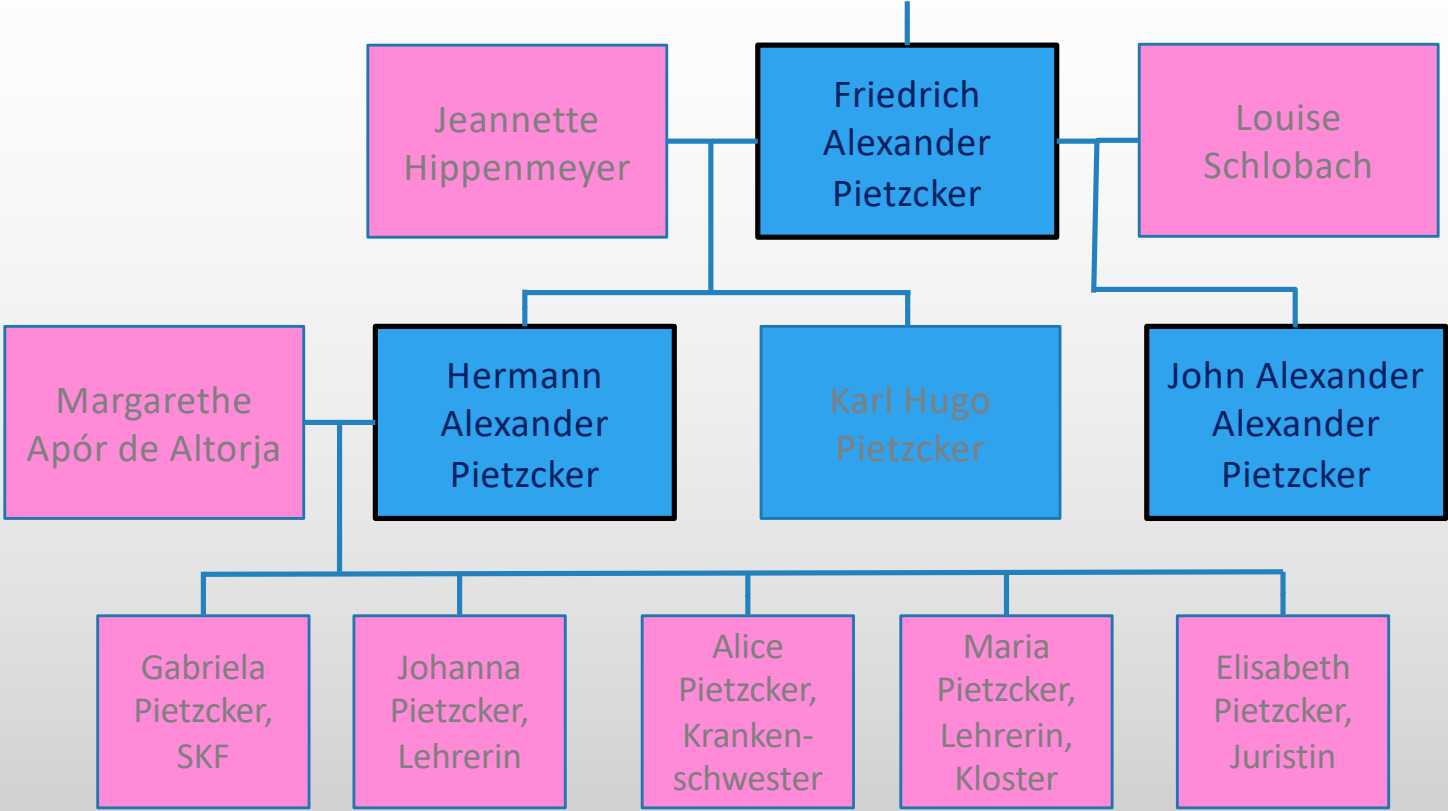 Jeannette
Hippenmeyer
Friedrich
Alexander
Pietzcker
Louise
Schlobach
Margarethe
Apór de Altorja
Hermann
Alexander
Pietzcker
Karl Hugo
Pietzcker
John Alexander
Alexander
Pietzcker
Gabriela
Pietzcker,
SKF
Johanna
Pietzcker,
Lehrerin
Alice
Pietzcker,
Kranken-
schwester
Maria
Pietzcker,
Lehrerin,
Kloster
Elisabeth
Pietzcker,
Juristin